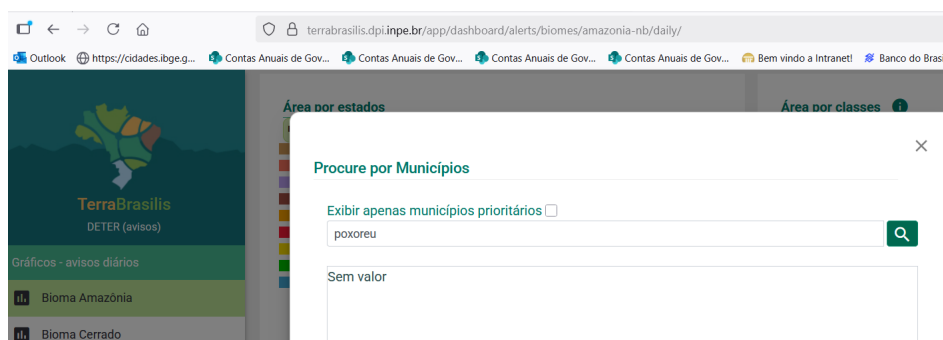 terrabrasilis.dpi.inpe.br/app/dashboard/alerts/biomes/amazonia-nb/daily/
Outlook https://cidades.ibge.g... Contas Anuais de Gov... Contas Anuais de Gov... Contas Anuais de Gov... Contas Anuais de Gov... Bem vindo a Intranet! Banco do Brasi
Área por estados
Área por classes
Procure por Municípios
Exibir apenas municípios prioritários
poxoreu
Sem valor
TerraBrasilis
DETER (avisos)
Gráficos - avisos diários
Bioma Amazônia
Bioma Cerrado